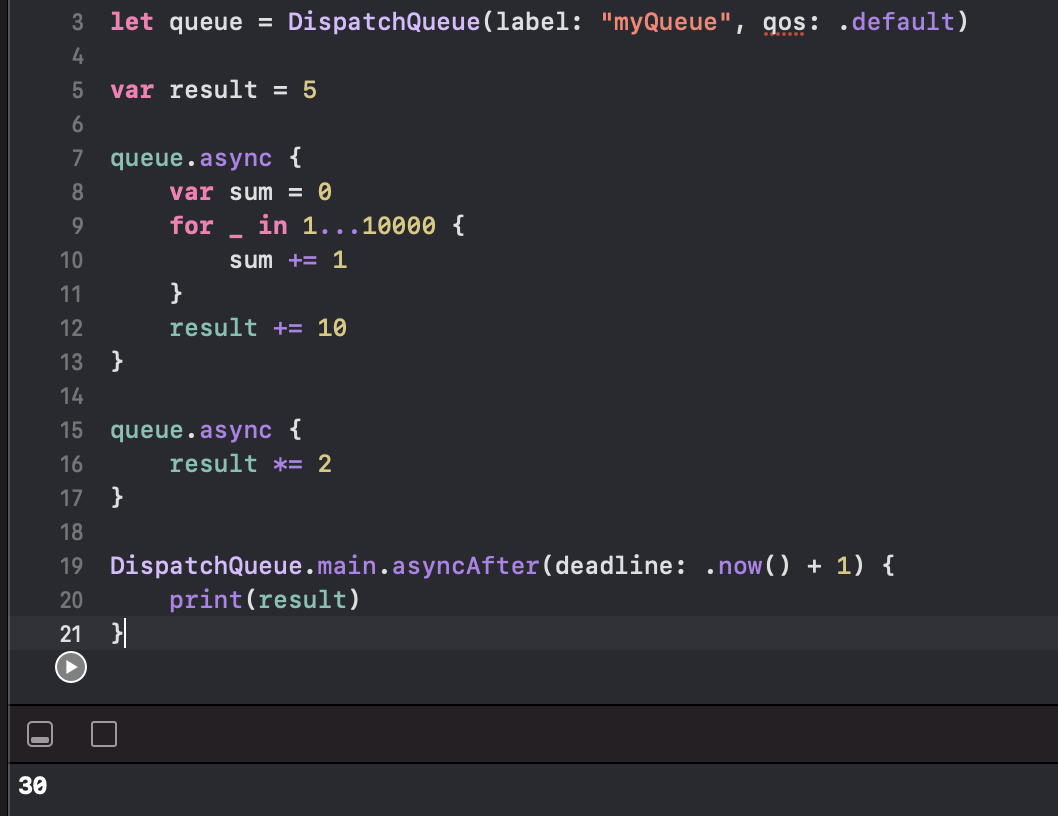 3 let queue = DispatchQueue(label: "myQueue", qos: .default)
4
5 var result = 5
6
7 queue.async {
8     var sum = 0
9     for _ in 1...10000 {
10         sum += 1
11     }
12     result += 10
13 }
14
15 queue.async {
16     result *= 2
17 }
18
19 DispatchQueue.main.asyncAfter(deadline: .now() + 1) {
20     print(result)
21 }
30